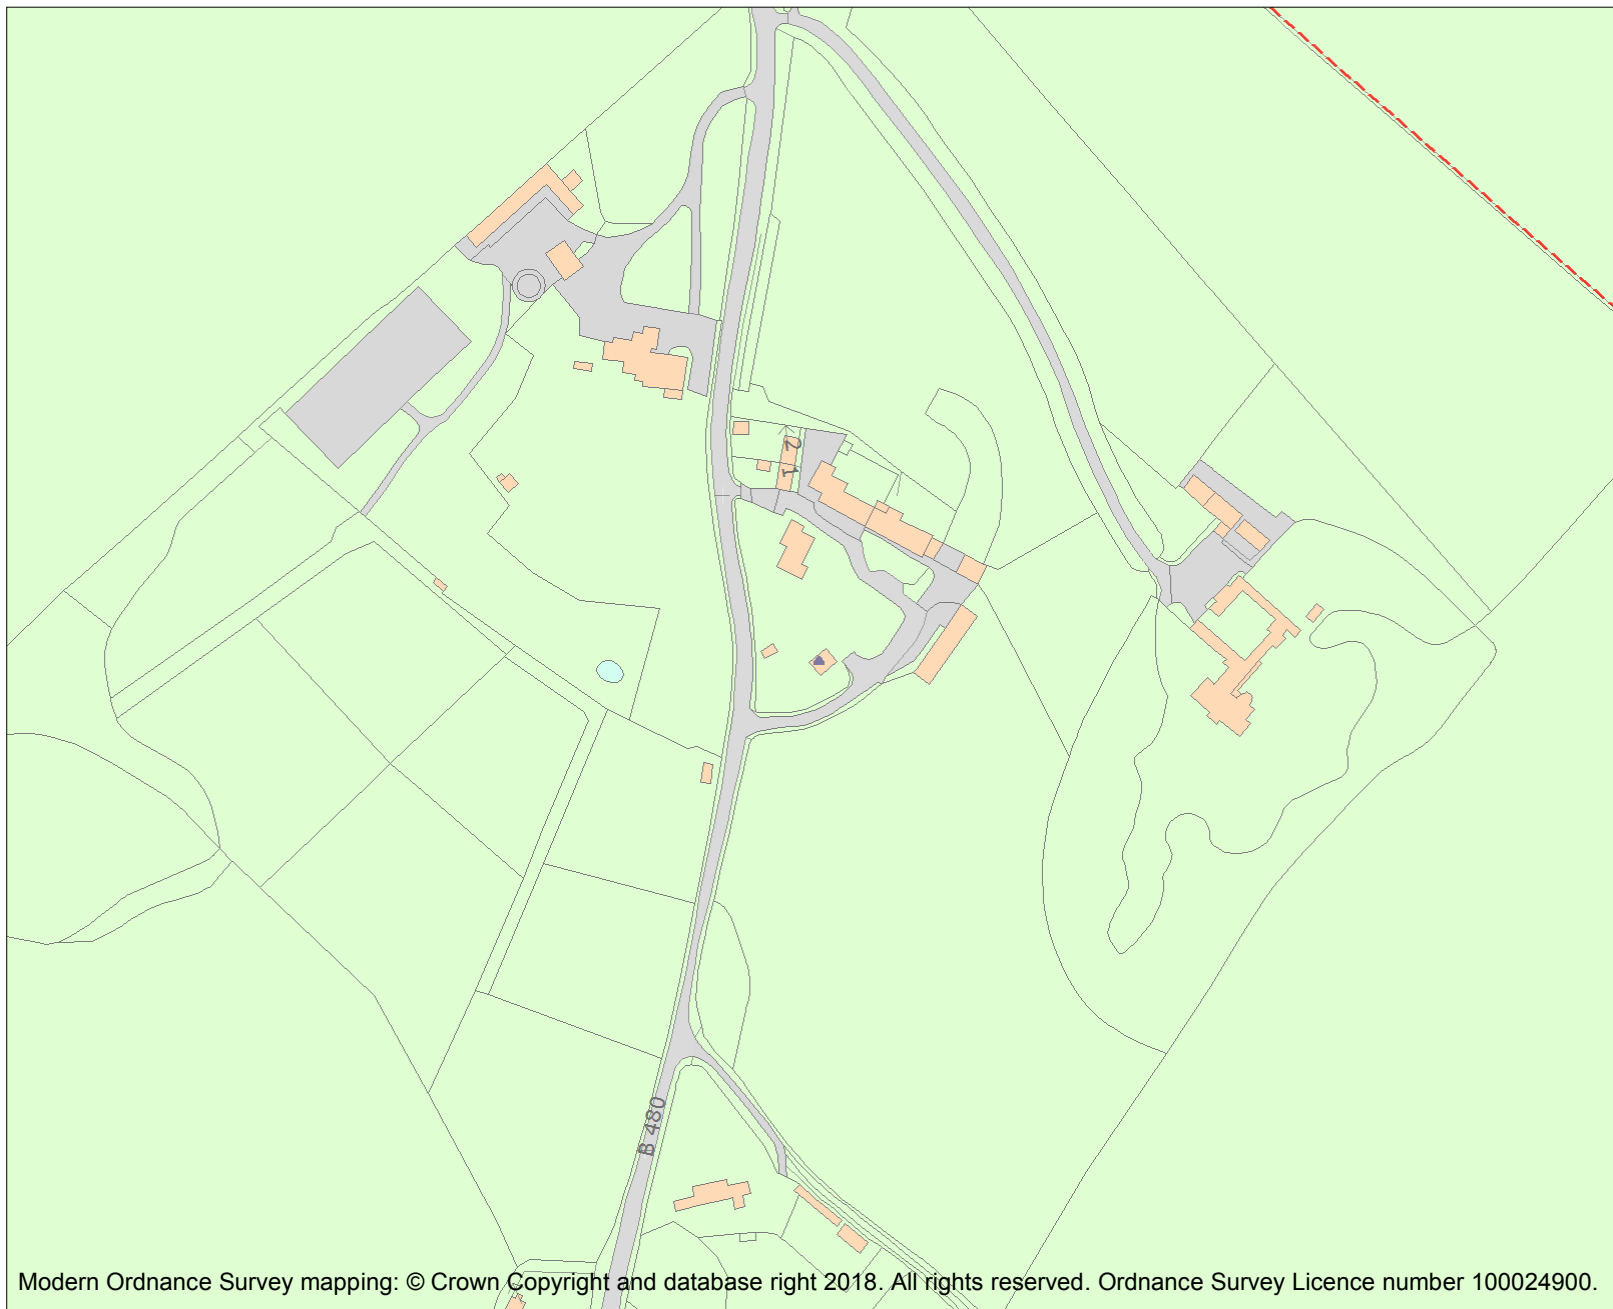 2
1
B 480
Modern Ordnance Survey mapping: © Crown Copyright and database right 2018. All rights reserved. Ordnance Survey Licence number 100024900.